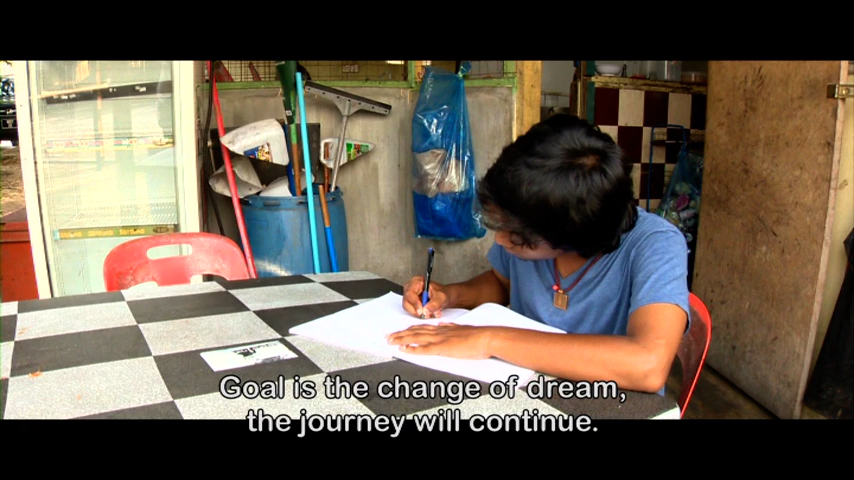 Goal is the change of dream,
the journey will continue.